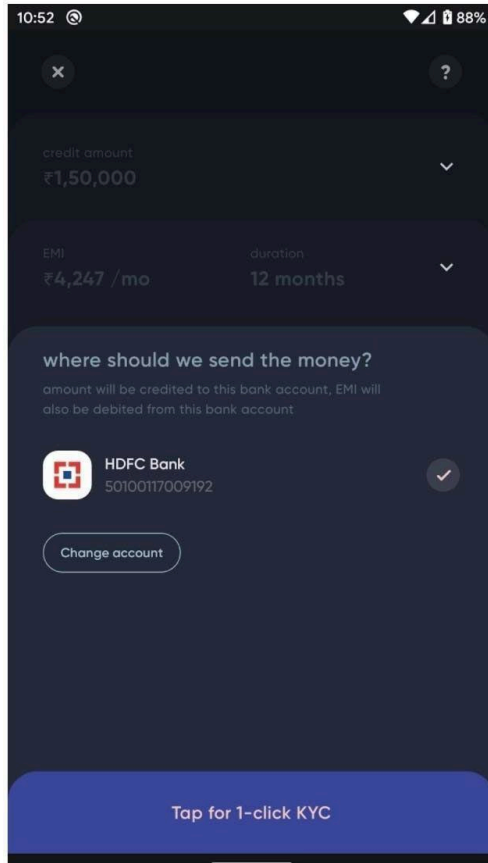 10:52 88%
?
credit amount
₹1,50,000
EMI duration
₹4,247 /mo 12 months
where should we send the money?
amount will be credited to this bank account, EMI will
also be debited from this bank account
HDFC Bank
50100117009192
Change account
Tap for 1-click KYC